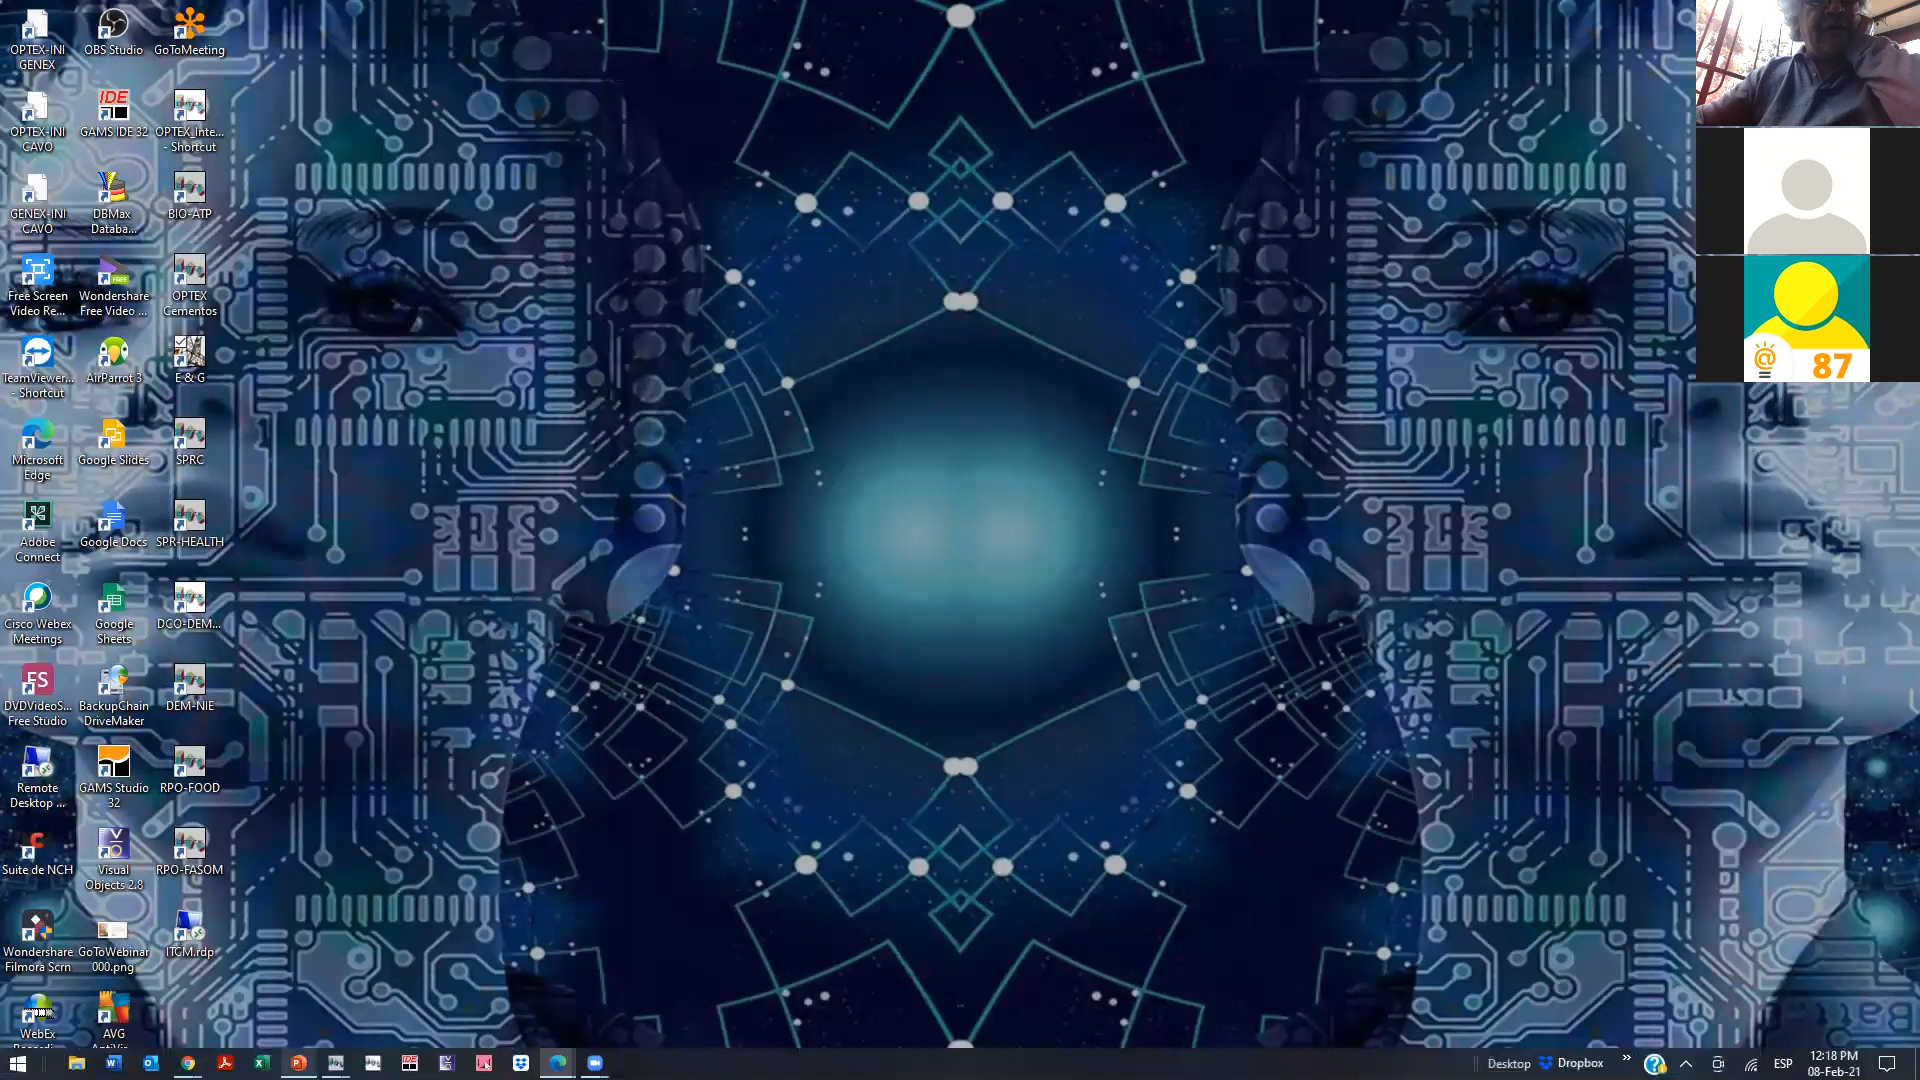 OPTEX-INI
GENEX
OBS Studio
GoToMeeting
OPTEX-INI
CAVO
IDE
GAMS IDE 32
OPTEX_Inte...
- Shortcut
GENEX-INI
CAVO
DBMax
Databa...
BIO-ATP
Free Screen
Video Re...
FREE
Wondershare
Free Video ...
OPTEX
Cementos
TeamViewer...
- Shortcut
AirParrot 3
E & G
Microsoft
Edge
Google Slides
SPRC
Adobe
Connect
Google Docs
SPR-HEALTH
Cisco Webex
Meetings
Google
Sheets
DCO-DEM...
FS
DVDVideoS...
Free Studio
BackupChain
DriveMaker
DEM-NIE
Remote
Desktop ...
GAMS Studio
32
RPO-FOOD
Suite de NCH
Visual
Objects 2.8
RPO-FASOM
Wondershare
Filmora Scrn
GoToWebinar
000.png
ITCM.rdp
WebEx
AVG
87
Desktop
Dropbox
»
ESP
12:18 PM
08-Feb-21